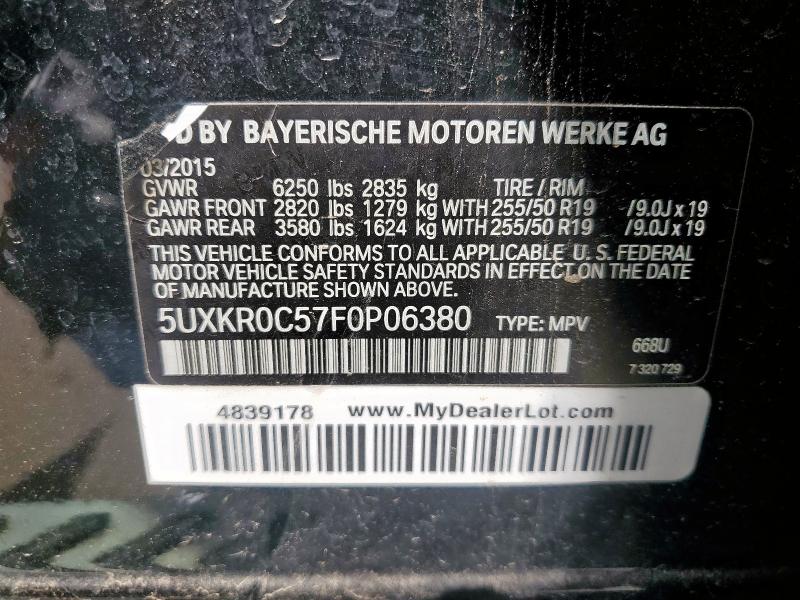 D BY BAYERISCHE MOTOREN WERKE AG
03/2015
GVWR 6250 lbs 2835 kg TIRE / RIM
GAWR FRONT 2820 lbs 1279 kg WITH 255/50 R19 /9.0J x 19
GAWR REAR 3580 lbs 1624 kg WITH 255/50 R19 /9.0J x 19
THIS VEHICLE CONFORMS TO ALL APPLICABLE U. S. FEDERAL
MOTOR VEHICLE SAFETY STANDARDS IN EFFECT ON THE DATE
OF MANUFACTURE SHOWN ABOVE.
5UXKR0C57F0P06380 TYPE: MPV
668U
7 320 729
4839178 www.MyDealerLot.com